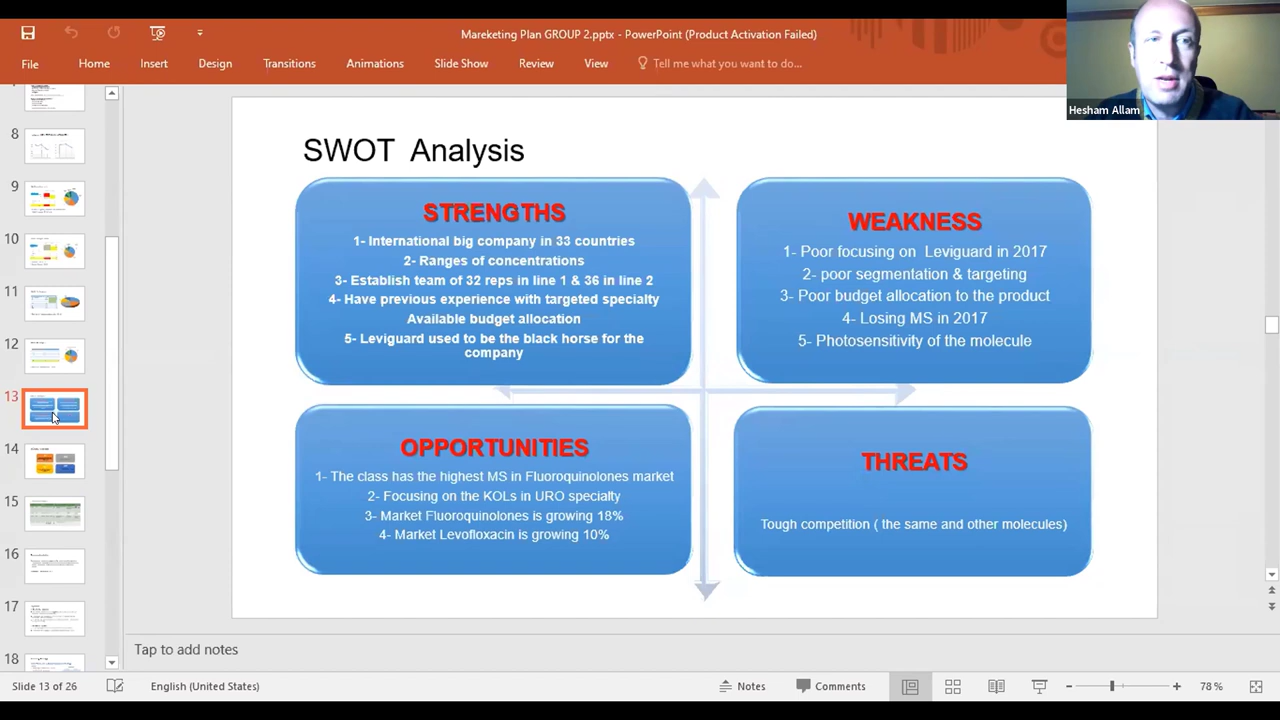 Mareketing Plan GROUP 2.pptx - PowerPoint (Product Activation Failed)
File Home Insert Design Transitions Animations Slide Show Review View Tell me what you want to do...
Hesham Allam
8
9
10
11
12
13
14
15
16
17
18
SWOT Analysis
STRENGTHS
1- International big company in 33 countries
2- Ranges of concentrations
3- Establish team of 32 reps in line 1 & 36 in line 2
4- Have previous experience with targeted specialty
Available budget allocation
5- Leviguard used to be the black horse for the
company
WEAKNESS
1- Poor focusing on Leviguard in 2017
2- poor segmentation & targeting
3- Poor budget allocation to the product
4- Losing MS in 2017
5- Photosensitivity of the molecule
OPPORTUNITIES
1- The class has the highest MS in Fluoroquinolones market
2- Focusing on the KOLs in URO specialty
3- Market Fluoroquinolones is growing 18%
4- Market Levofloxacin is growing 10%
THREATS
Tough competition ( the same and other molecules)
Tap to add notes
Slide 13 of 26 English (United States) Notes Comments 78 %